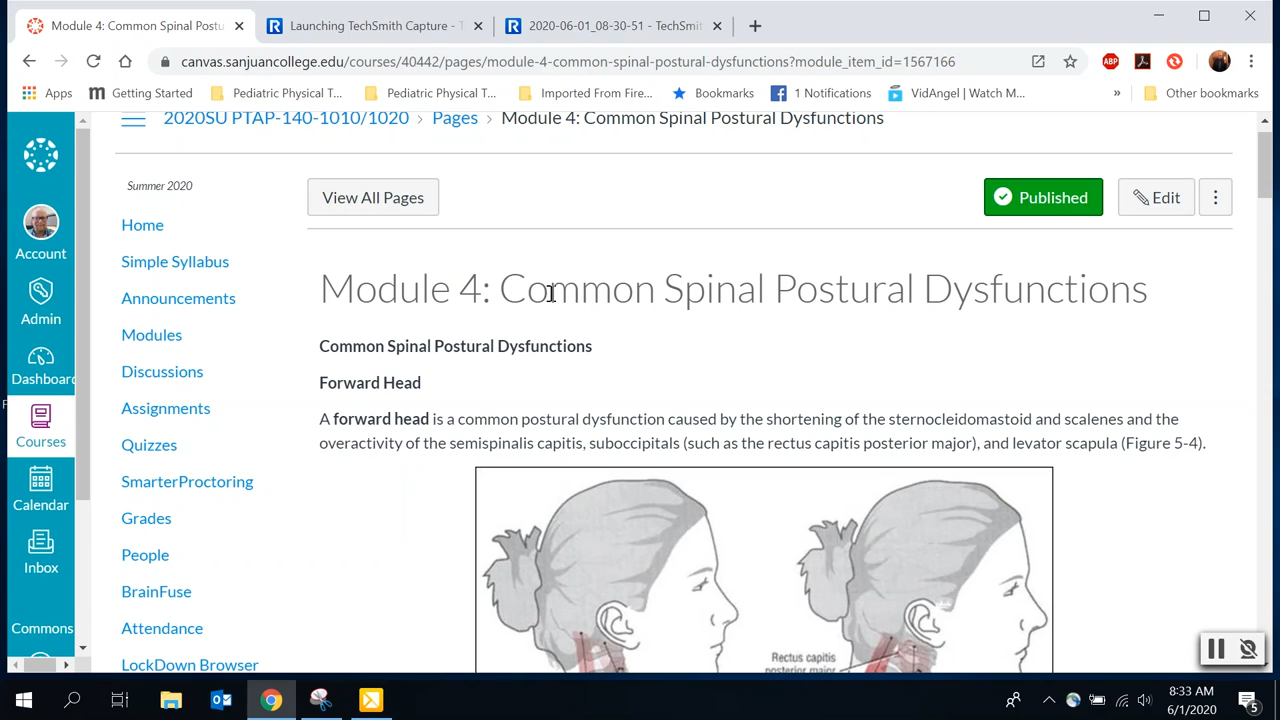 Module 4: Common Spinal Postu
Launching TechSmith Capture - T
2020-06-01_08-30-51 - TechSmit
canvas.sanjuancollege.edu/courses/40442/pages/module-4-common-spinal-postural-dysfunctions?module_item_id=1567166
ABP
Apps
Getting Started
Pediatric Physical T...
Pediatric Physical T...
Imported From Fire...
Bookmarks
1 Notifications
VidAngel | Watch M...
»
Other bookmarks
2020SU PTAP-140-1010/1020 › Pages › Module 4: Common Spinal Postural Dysfunctions
Summer 2020
View All Pages
Published
Edit
Account
Admin
Dashboard
Courses
Calendar
Inbox
Commons
Home
Simple Syllabus
Announcements
Modules
Discussions
Assignments
Quizzes
SmarterProctoring
Grades
People
BrainFuse
Attendance
LockDown Browser
Module 4: Common Spinal Postural Dysfunctions
Common Spinal Postural Dysfunctions
Forward Head
A forward head is a common postural dysfunction caused by the shortening of the sternocleidomastoid and scalenes and the
overactivity of the semispinalis capitis, suboccipitals (such as the rectus capitis posterior major), and levator scapula (Figure 5-4).
Rectus capitis
posterior major
8:33 AM
6/1/2020
5